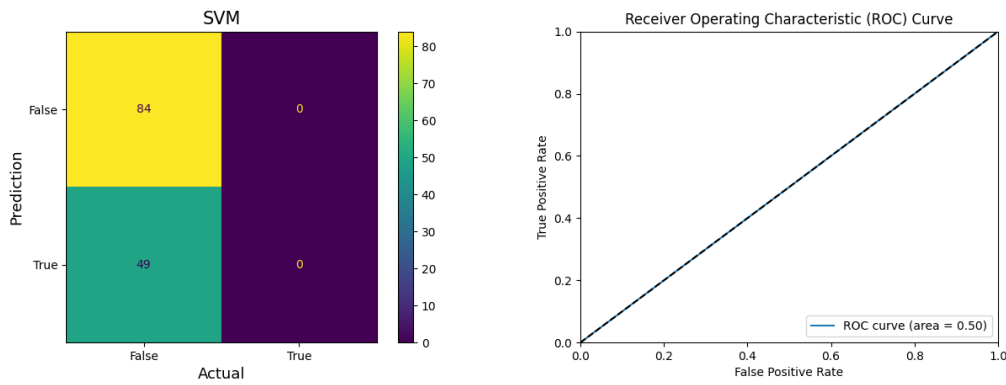 SVM
False
True
Prediction
84
0
49
0
False
True
Actual
80
70
60
50
40
30
20
10
0
Receiver Operating Characteristic (ROC) Curve
1.0
0.8
0.6
0.4
0.2
0.0
True Positive Rate
ROC curve (area = 0.50)
0.0
0.2
0.4
0.6
0.8
1.0
False Positive Rate